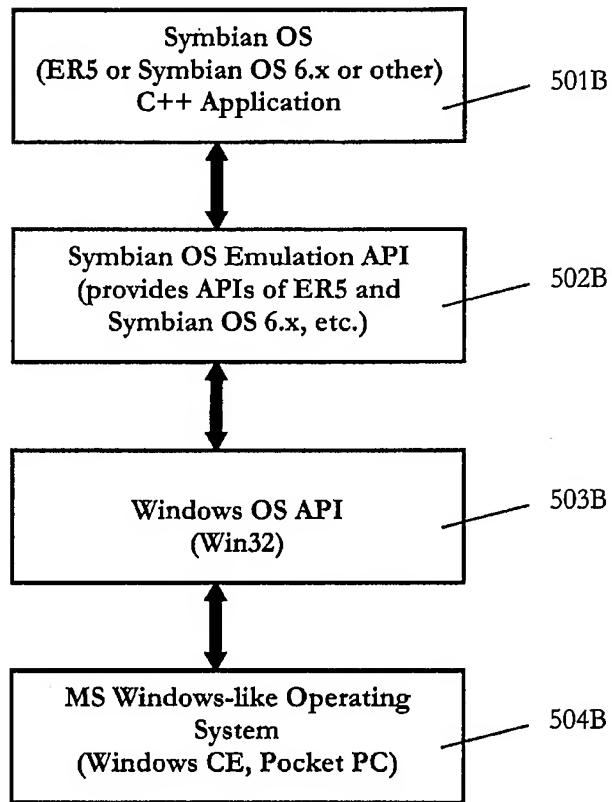 Symbian OS
(ER5 or Symbian OS 6.x or other)
C++ Application
501B
Symbian OS Emulation API
(provides APIs of ER5 and
Symbian OS 6.x, etc.)
502B
Windows OS API
(Win32)
503B
MS Windows-like Operating
System
(Windows CE, Pocket PC)
504B